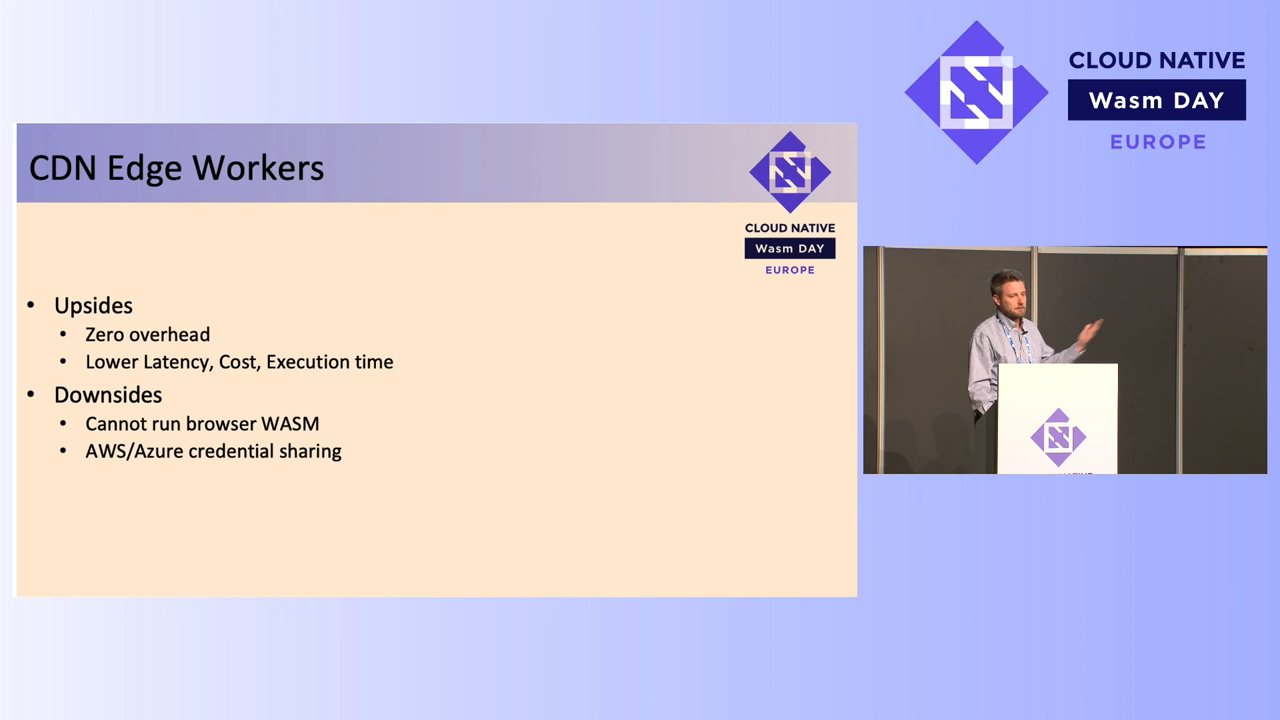 CLOUD NATIVE
Wasm DAY
EUROPE
CDN Edge Workers
CLOUD NATIVE
Wasm DAY
EUROPE
• Upsides
• Zero overhead
• Lower Latency, Cost, Execution time
• Downsides
• Cannot run browser WASM
• AWS/Azure credential sharing